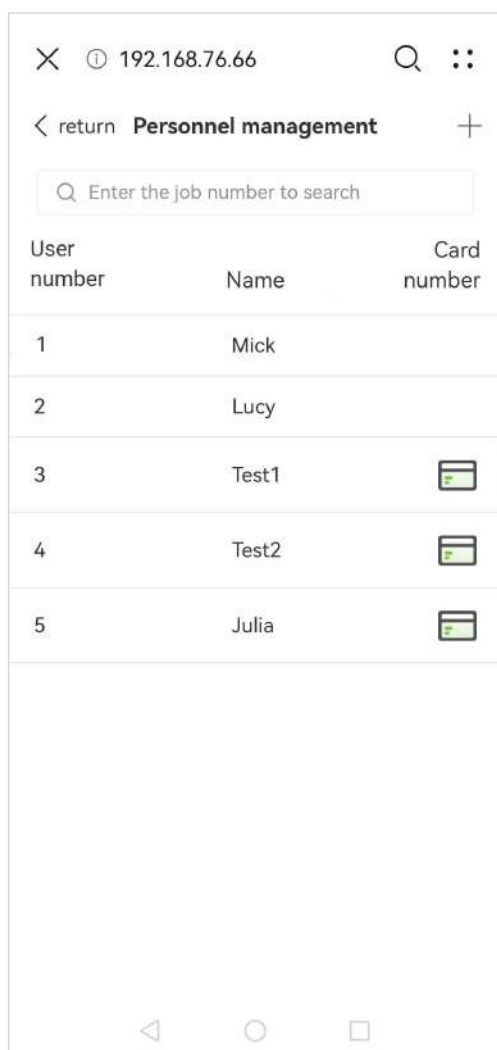 192.168.76.66
return Personnel management
Enter the job number to search
User number Name Card number
1 Mick
2 Lucy
3 Test1
4 Test2
5 Julia